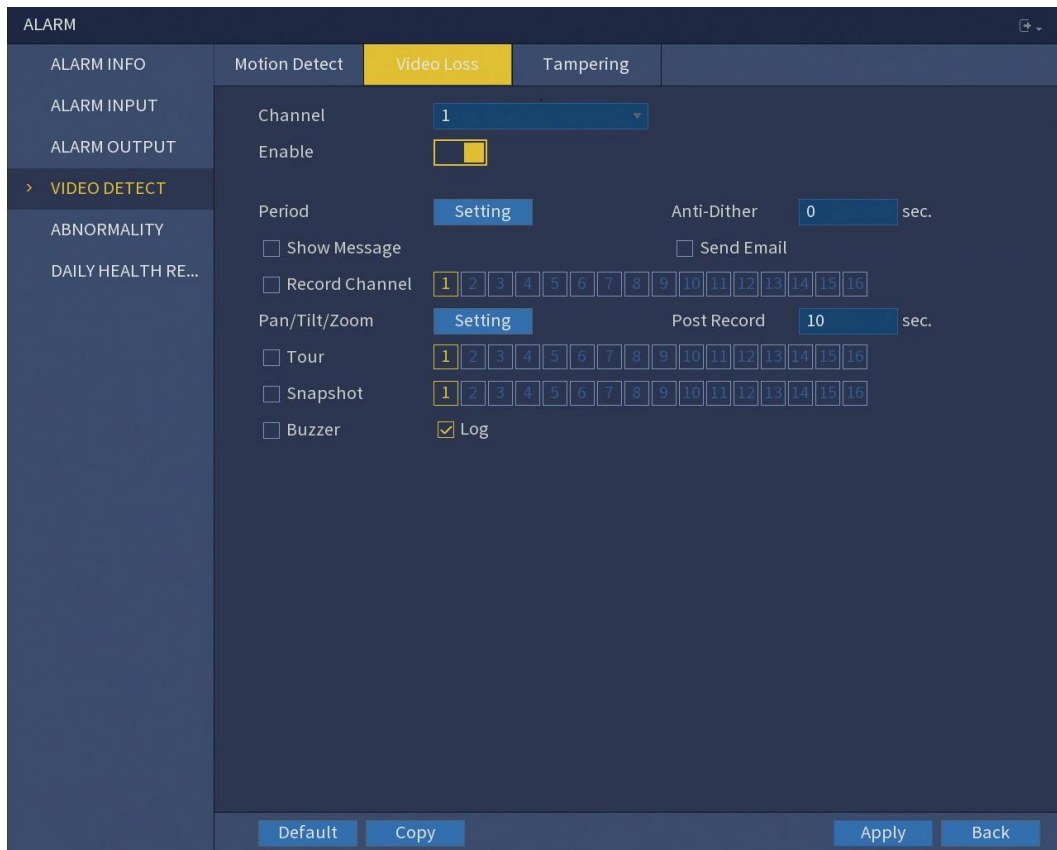 ALARM
ALARM INFO
ALARM INPUT
ALARM OUTPUT
> VIDEO DETECT
ABNORMALITY
DAILY HEALTH RE...
Motion Detect Video Loss Tampering
Channel 1
Enable
Period Setting Anti-Dither 0 sec.
Show Message Send Email
Record Channel 1 2 3 4 5 6 7 8 9 10 11 12 13 14 15 16
Pan/Tilt/Zoom Setting Post Record 10 sec.
Tour 1 2 3 4 5 6 7 8 9 10 11 12 13 14 15 16
Snapshot 1 2 3 4 5 6 7 8 9 10 11 12 13 14 15 16
Buzzer Log
Default Copy Apply Back